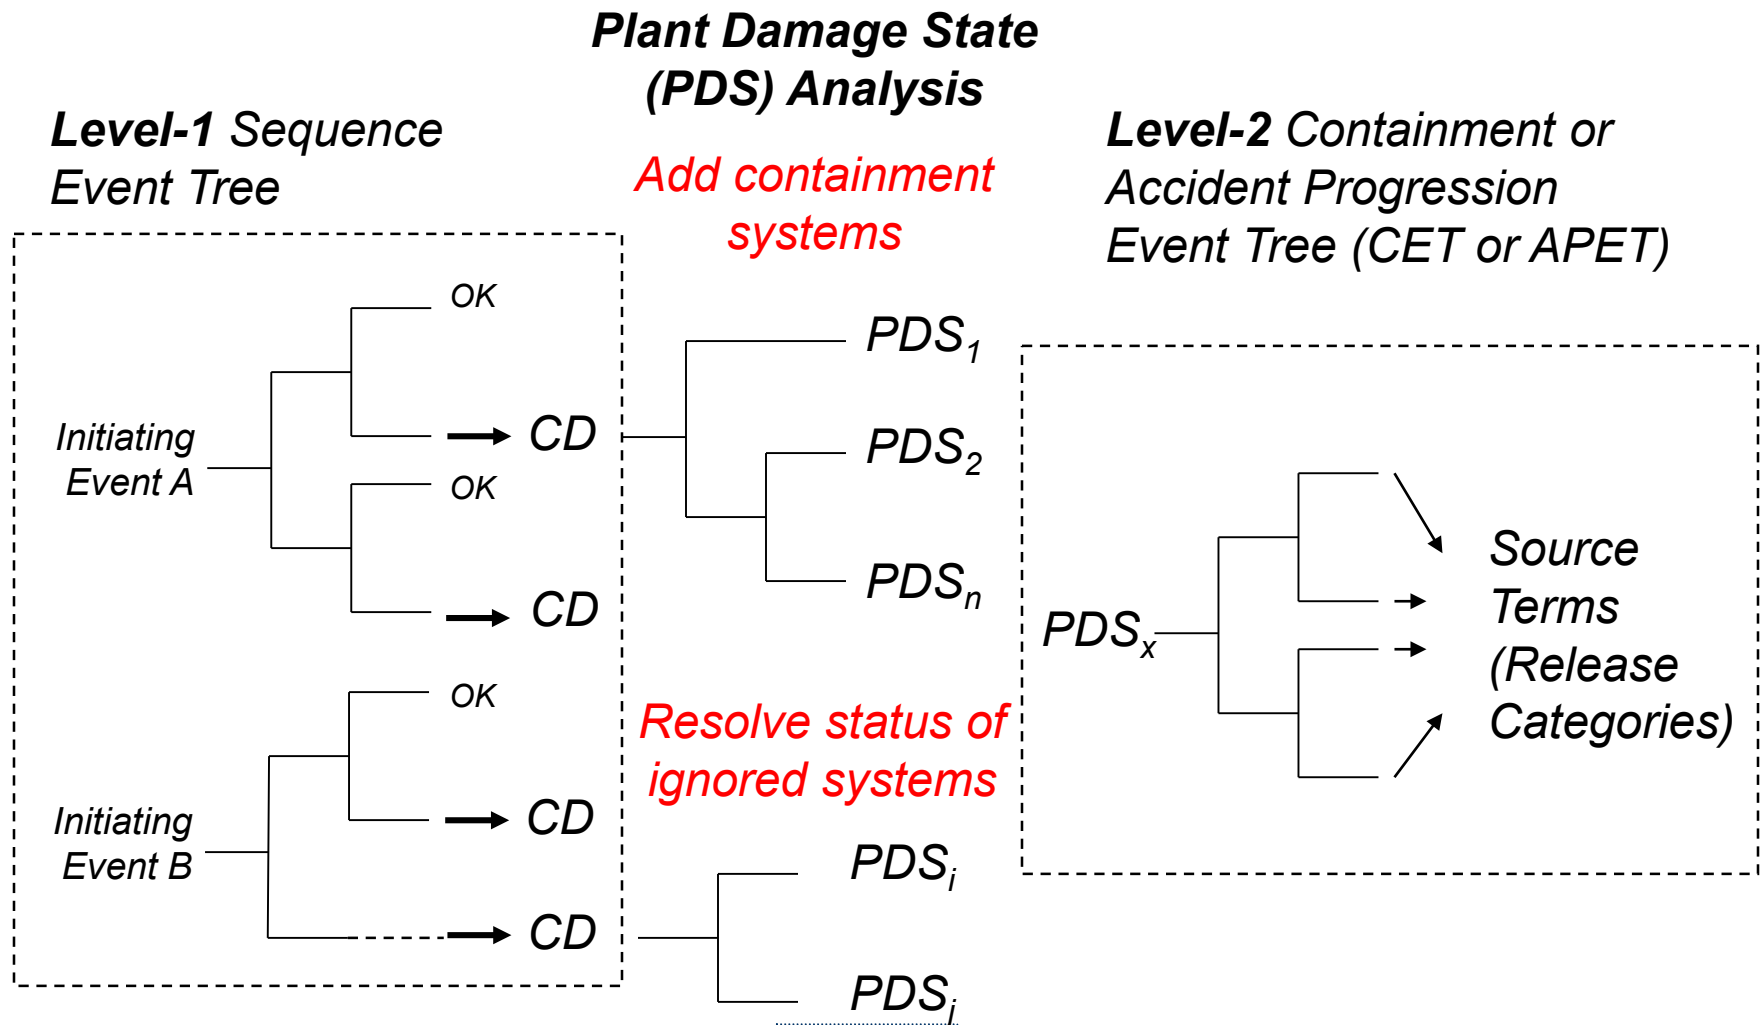 Plant Damage State
(PDS) Analysis
Level-1 Sequence
Event Tree
Add containment
systems
Level-2 Containment or
Accident Progression
Event Tree (CET or APET)
OK
CD
Initiating
Event A
OK
CD
OK
Initiating
Event B
CD
CD
PDS1
PDS2
PDSn
Resolve status of
ignored systems
PDSi
PDSj
PDSx
Source
Terms
(Release
Categories)